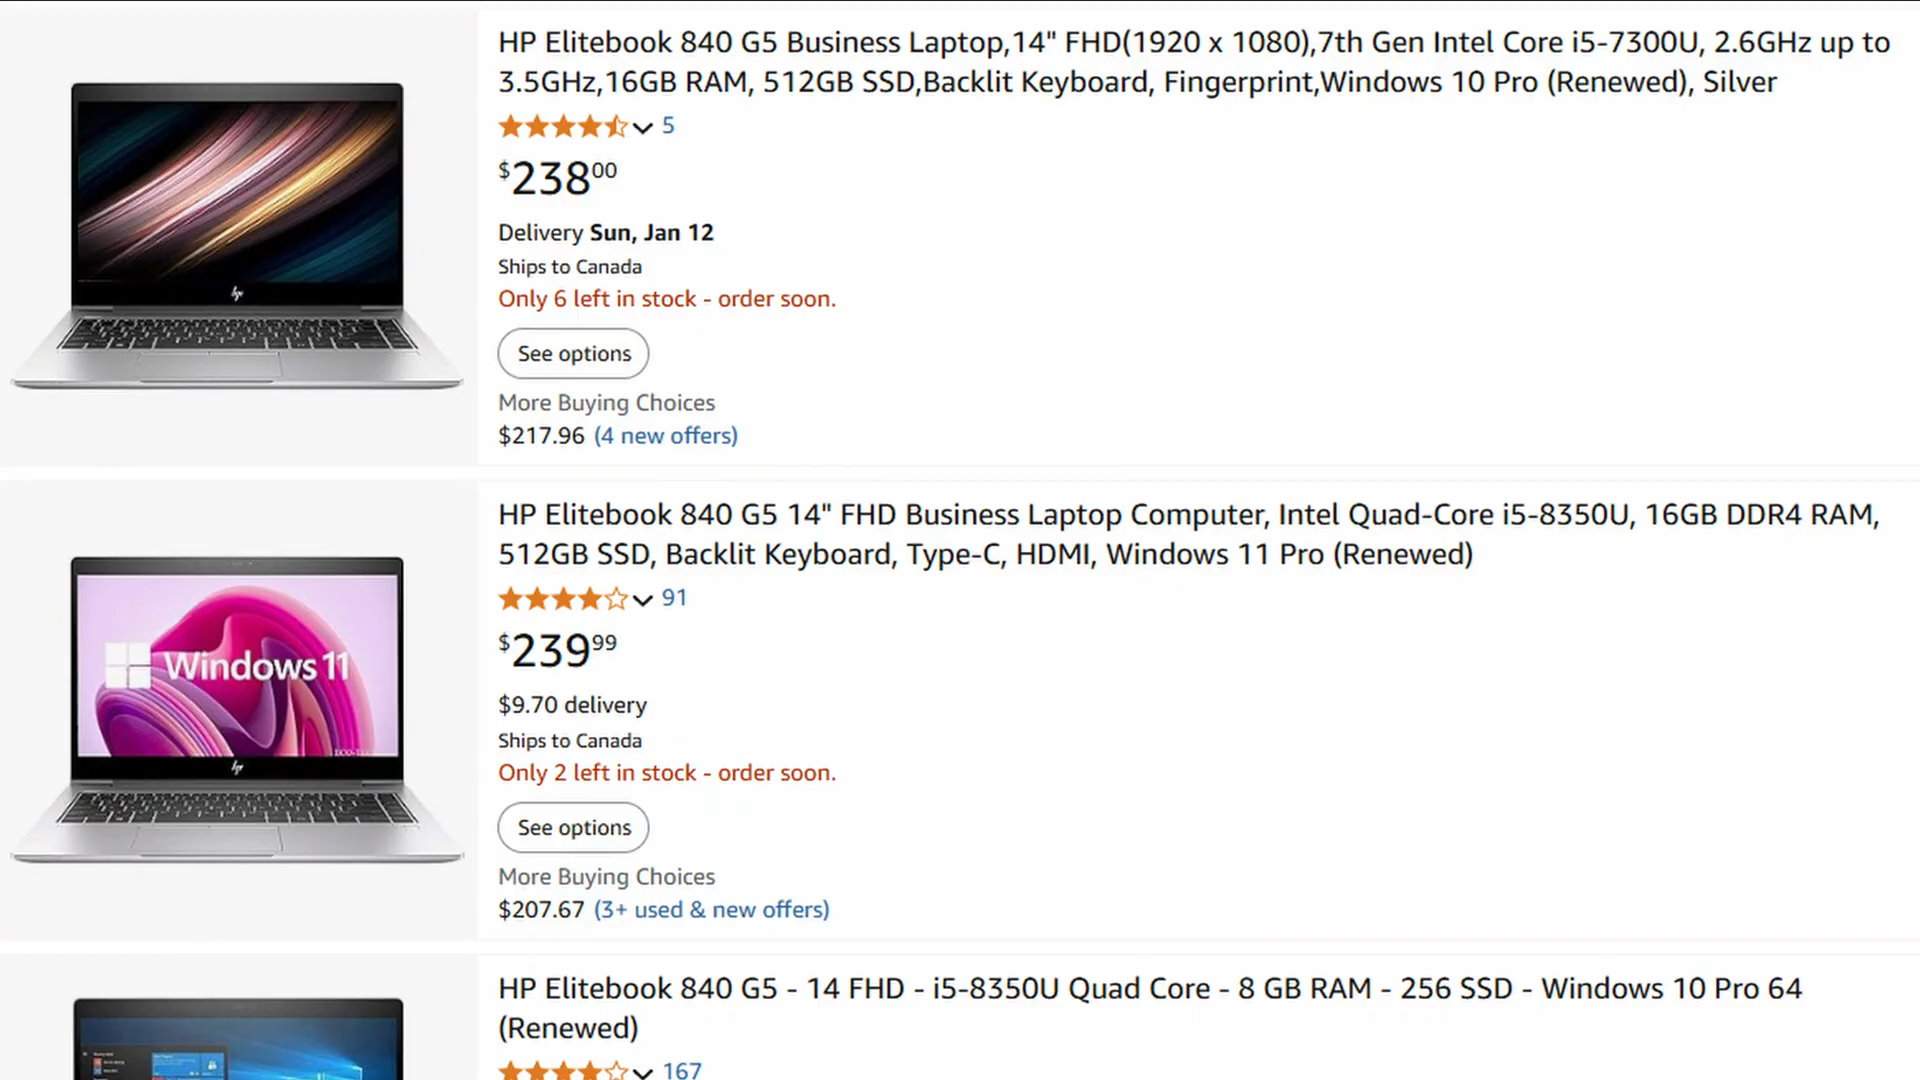 HP Elitebook 840 G5 Business Laptop,14" FHD(1920 x 1080),7th Gen Intel Core i5-7300U, 2.6GHz up to
3.5GHz,16GB RAM, 512GB SSD,Backlit Keyboard, Fingerprint,Windows 10 Pro (Renewed), Silver
5
$23800
Delivery Sun, Jan 12
Ships to Canada
Only 6 left in stock - order soon.
See options
More Buying Choices
$217.96 (4 new offers)
hp
HP Elitebook 840 G5 14" FHD Business Laptop Computer, Intel Quad-Core i5-8350U, 16GB DDR4 RAM,
512GB SSD, Backlit Keyboard, Type-C, HDMI, Windows 11 Pro (Renewed)
91
$23999
$9.70 delivery
Ships to Canada
Only 2 left in stock - order soon.
See options
More Buying Choices
$207.67 (3+ used & new offers)
Windows 11
hp
HP Elitebook 840 G5 - 14 FHD - i5-8350U Quad Core - 8 GB RAM - 256 SSD - Windows 10 Pro 64
(Renewed)
167